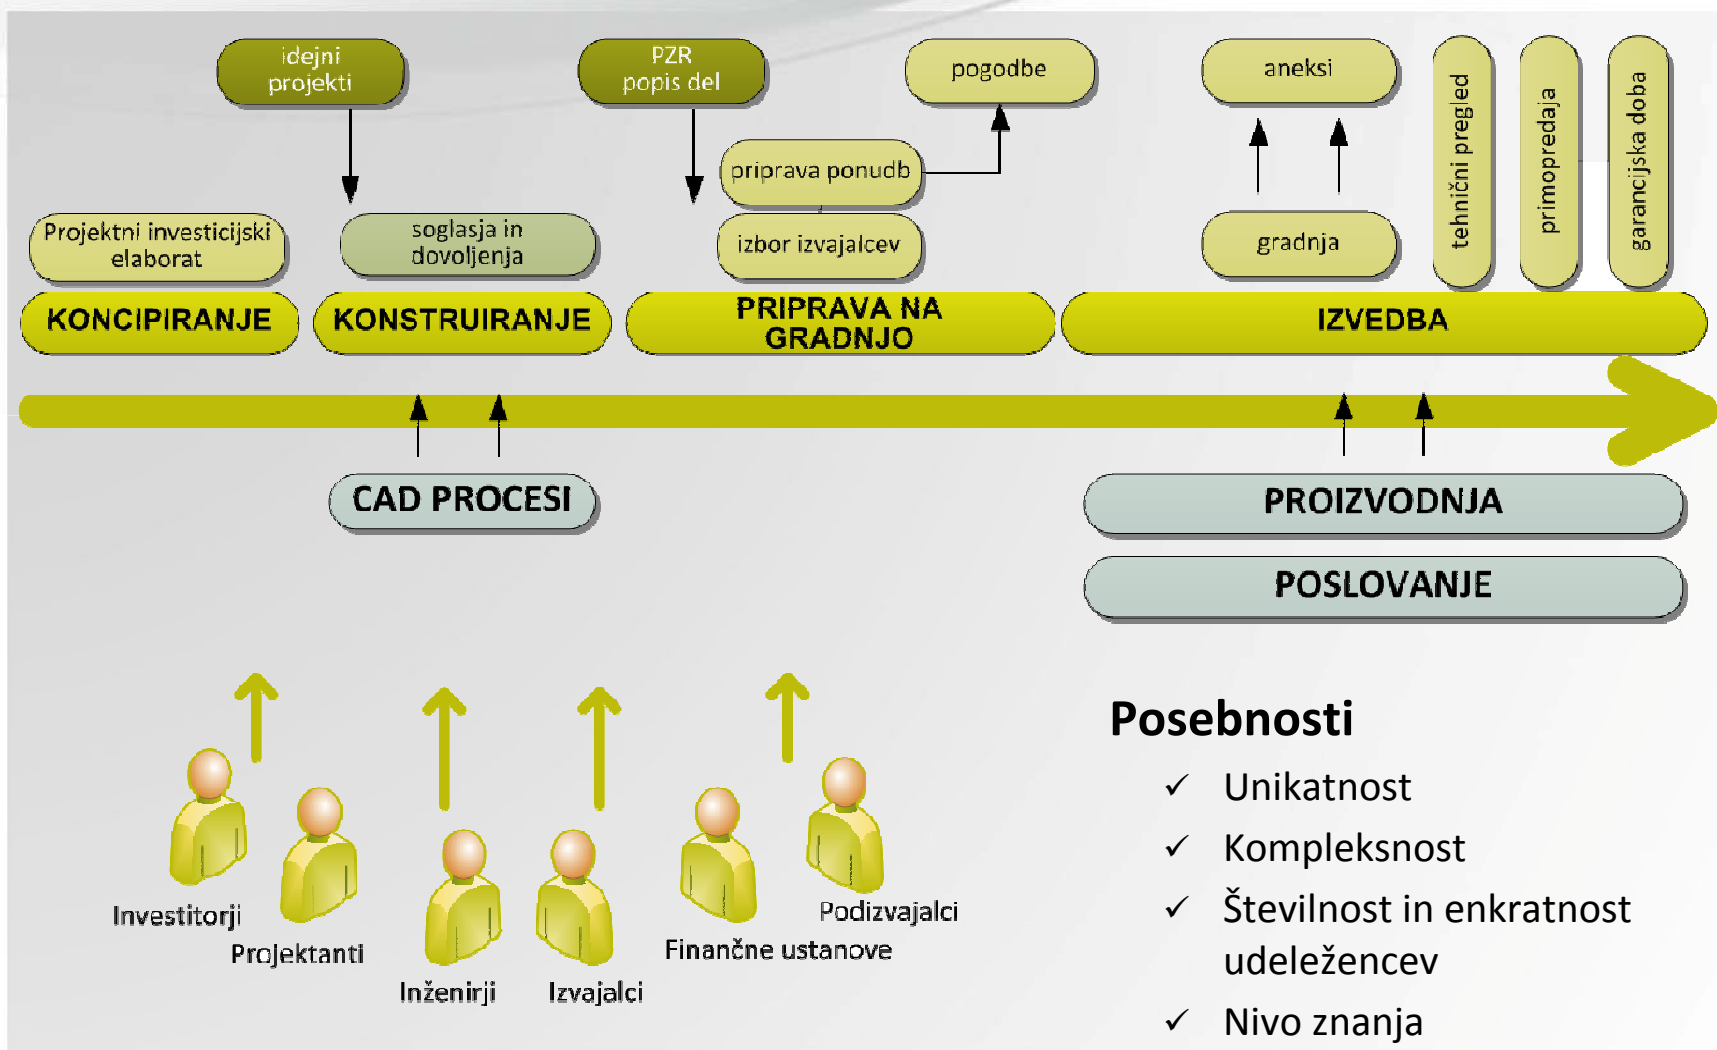 idejni
projekti
PZR
popis del
pogodbe
aneksi
tehnični pregled
primopredaja
garancijska doba
priprava ponudb
Projektni investicijski
elaborat
soglasja in
dovoljenja
izbor izvajalcev
gradnja
KONCIPIRANJE
KONSTRUIRANJE
PRIPRAVA NA
GRADNJO
IZVEDBA
CAD PROCESI
PROIZVODNJA
POSLOVANJE
Investitorji
Projektanti
Inženirji
Izvajalci
Finančne ustanove
Podizvajalci
Posebnosti
✓ Unikatnost
✓ Kompleksnost
✓ Številnost in enkratnost
udeležencev
✓ Nivo znanja